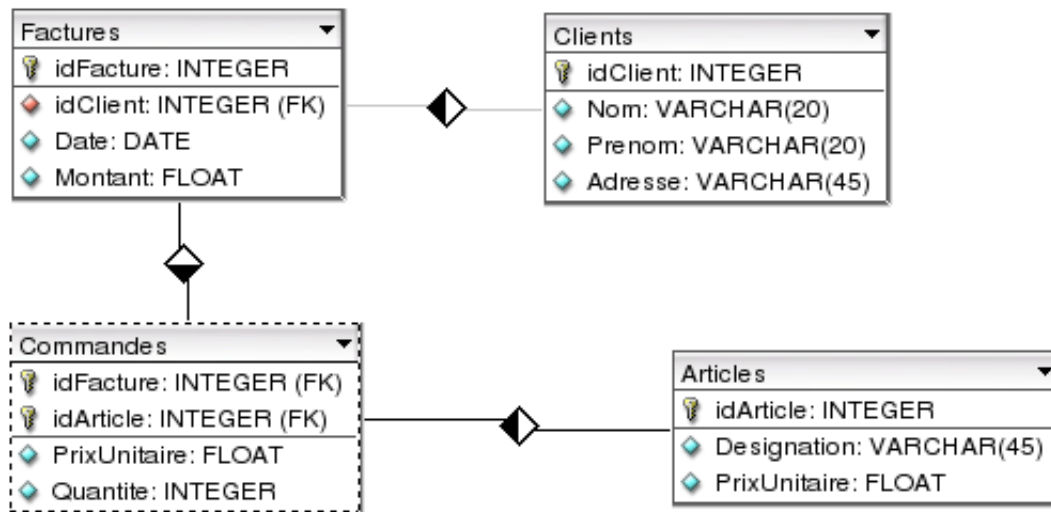 Factures
idFacture: INTEGER
idClient: INTEGER (FK)
Date: DATE
Montant: FLOAT
Clients
idClient: INTEGER
Nom: VARCHAR(20)
Prenom: VARCHAR(20)
Adresse: VARCHAR(45)
Commandes
idFacture: INTEGER (FK)
idArticle: INTEGER (FK)
PrixUnitaire: FLOAT
Quantite: INTEGER
Articles
idArticle: INTEGER
Designation: VARCHAR(45)
PrixUnitaire: FLOAT